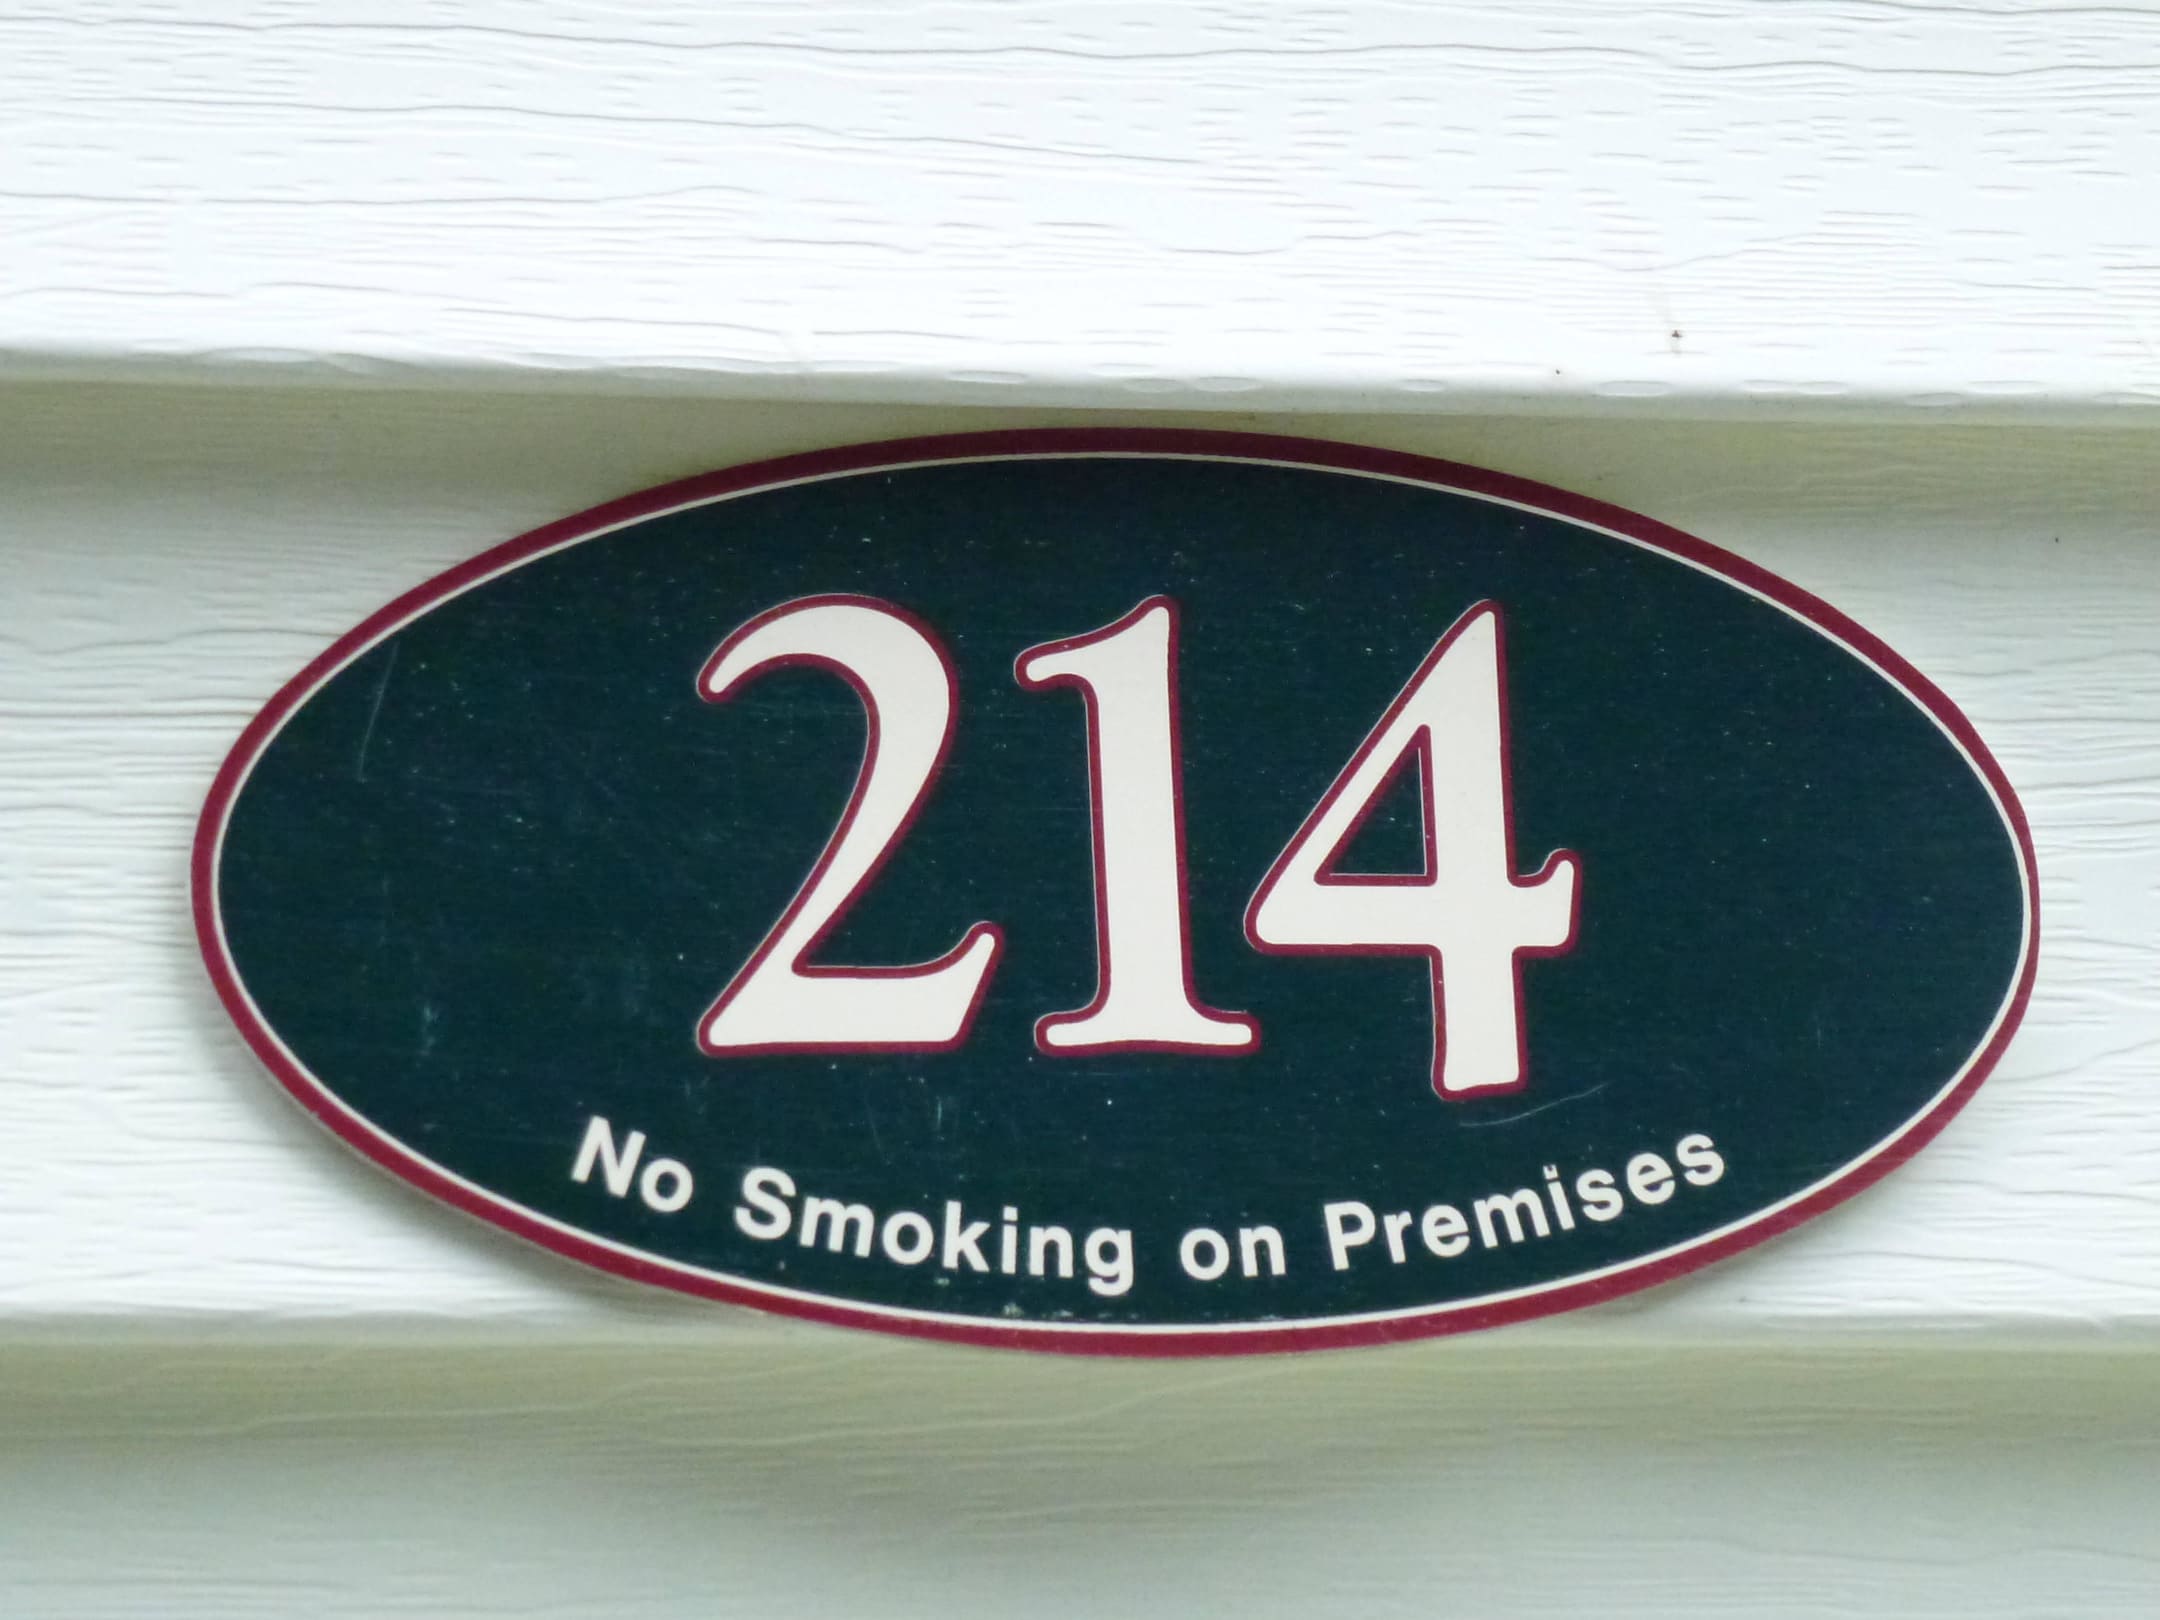 214
No Smoking on Premises